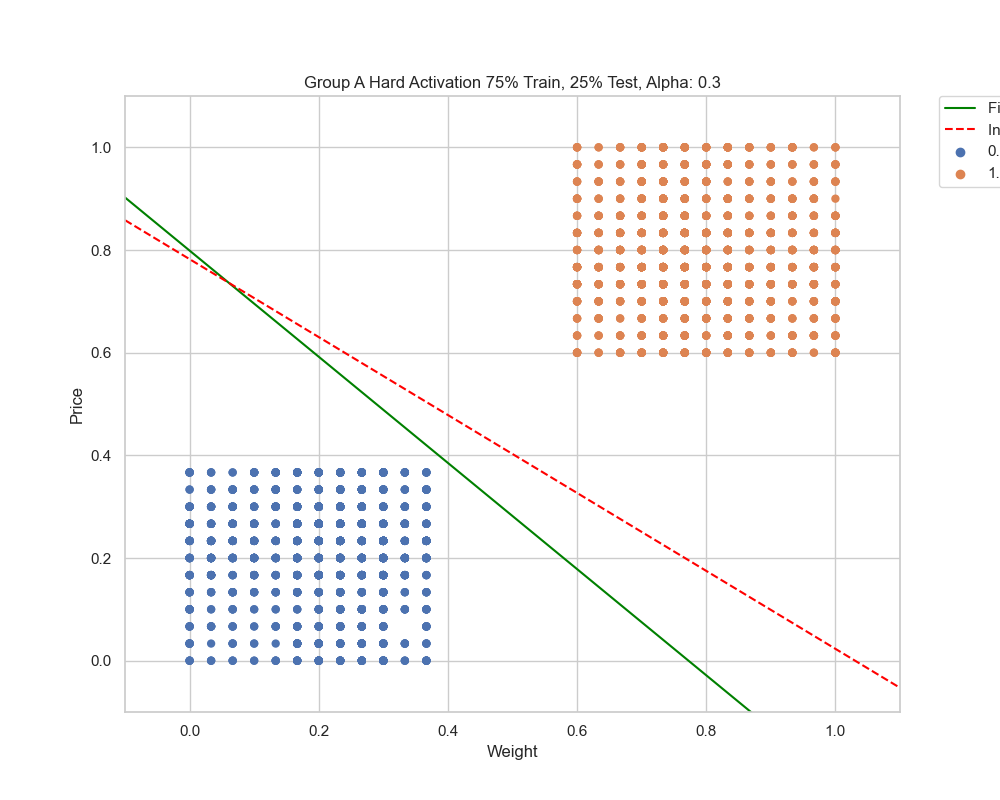 Group A Hard Activation 75% Train, 25% Test, Alpha: 0.3
Fi
In
0.
1.
1.0
0.8
0.6
0.4
0.2
0.0
Price
0.0 0.2 0.4 0.6 0.8 1.0
Weight